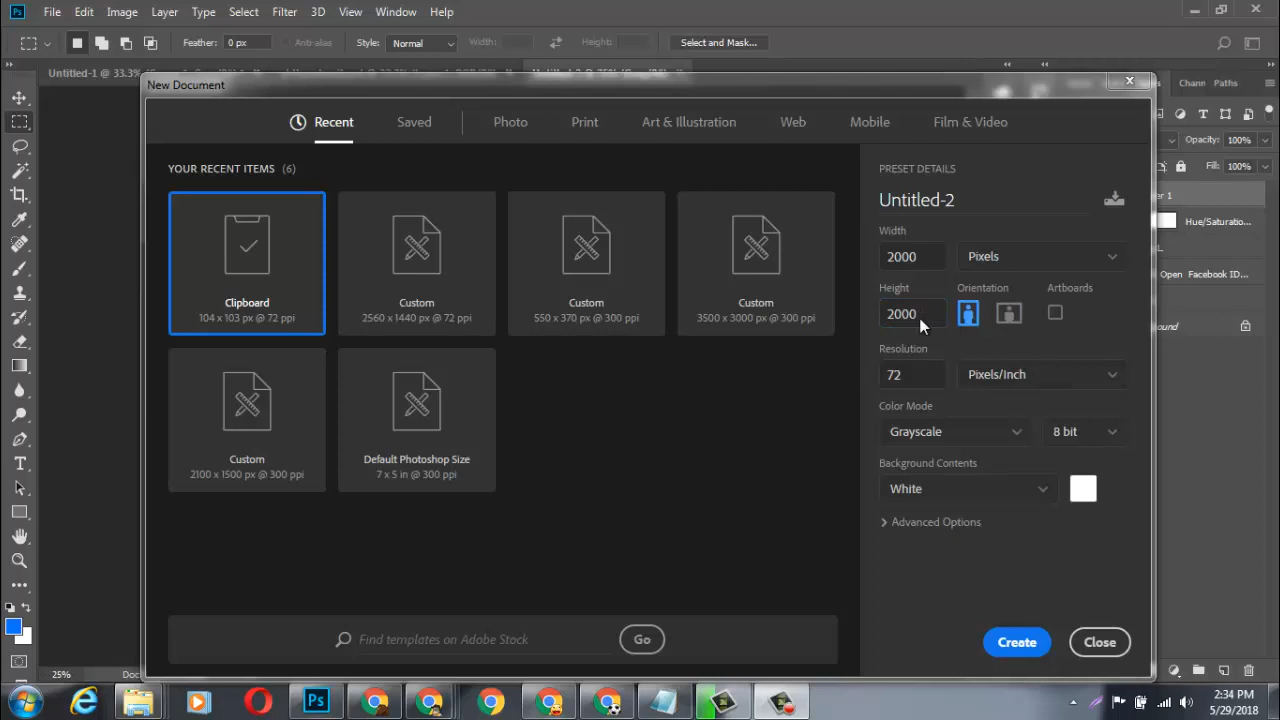 Ps File Edit Image Layer Type Select Filter 3D View Window Help
Feather: 0 px Anti-alias Style: Normal Width: Height: Select and Mask...
Untitled-1 @ 33.3%
New Document
Chann Paths
Recent Saved Photo Print Art & Illustration Web Mobile Film & Video
Opacity: 100%
Fill: 100%
YOUR RECENT ITEMS (6)
PRESET DETAILS
Untitled-2
Hue/Saturatio...
Width
2000 Pixels
Open Facebook ID...
Height Orientation Artboards
2000
Clipboard
104 x 103 px @ 72 ppi
Custom
2560 x 1440 px @ 72 ppi
Custom
550 x 370 px @ 300 ppi
Custom
3500 x 3000 px @ 300 ppi
Resolution
72 Pixels/Inch
Color Mode
Grayscale 8 bit
Background Contents
White
Advanced Options
Custom
2100 x 1500 px @ 300 ppi
Default Photoshop Size
7 x 5 in @ 300 ppi
Find templates on Adobe Stock Go
Create Close
25%
Ps
2:34 PM
5/29/2018